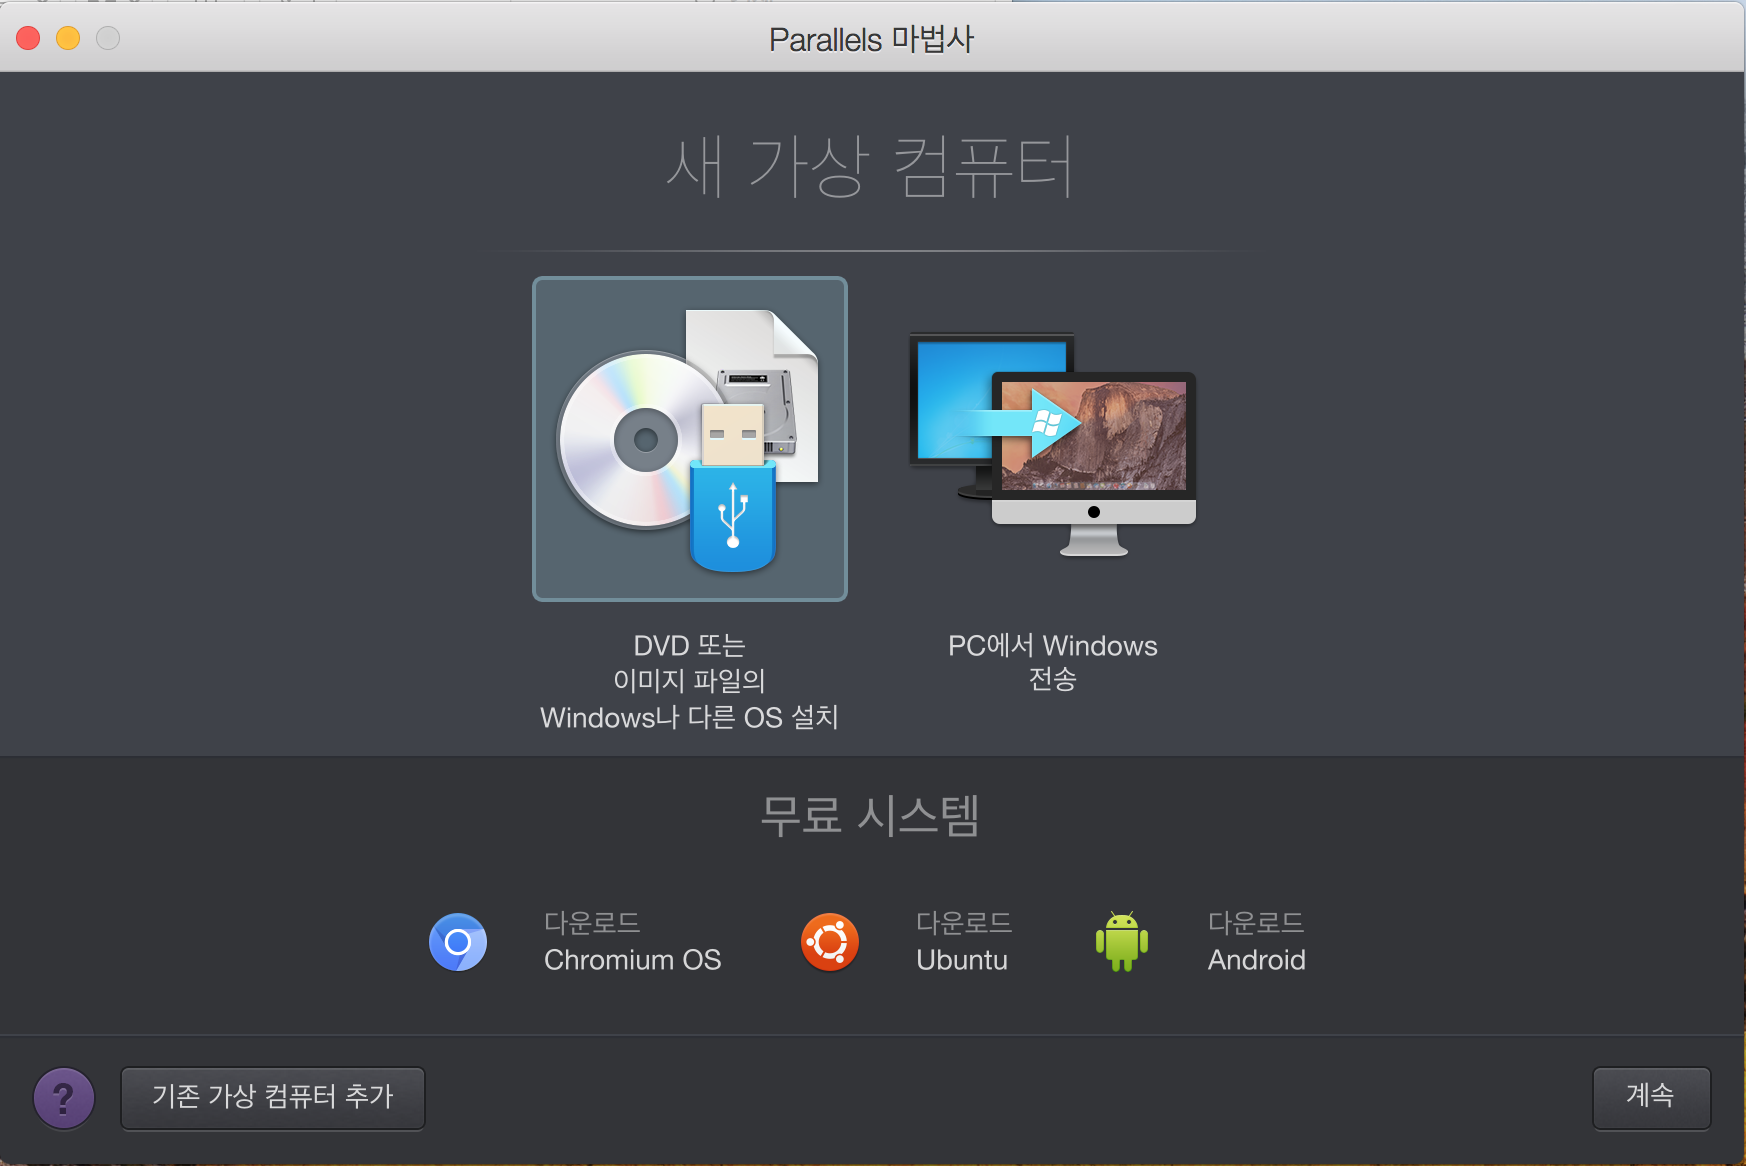 Parallels 마법사
새 가상 컴퓨터
DVD 또는
이미지 파일의
Windows나 다른 OS 설치
PC에서 Windows
전송
무료 시스템
다운로드
Chromium OS
다운로드
Ubuntu
다운로드
Android
?
기존 가상 컴퓨터 추가
계속